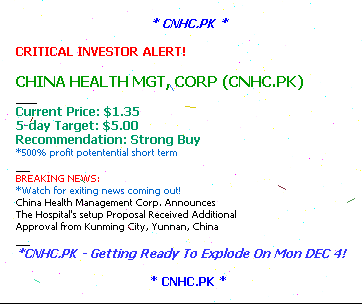 * CNHC.PK *
CRITICAL INVESTOR ALERT!
CHINA HEALTH MGT, CORP (CNHC.PK)
Current Price: $1.35
5-day Target: $5.00
Recommendation: Strong Buy
*500% profit potentential short term
BREAKING NEWS:
*Watch for exiting news coming out!
China Health Management Corp. Announces
The Hospital's setup Proposal Received Additional
Approval from Kunming City, Yunnan, China
*CNHC.PK - Getting Ready To Explode On Mon DEC 4!
* CNHC.PK *